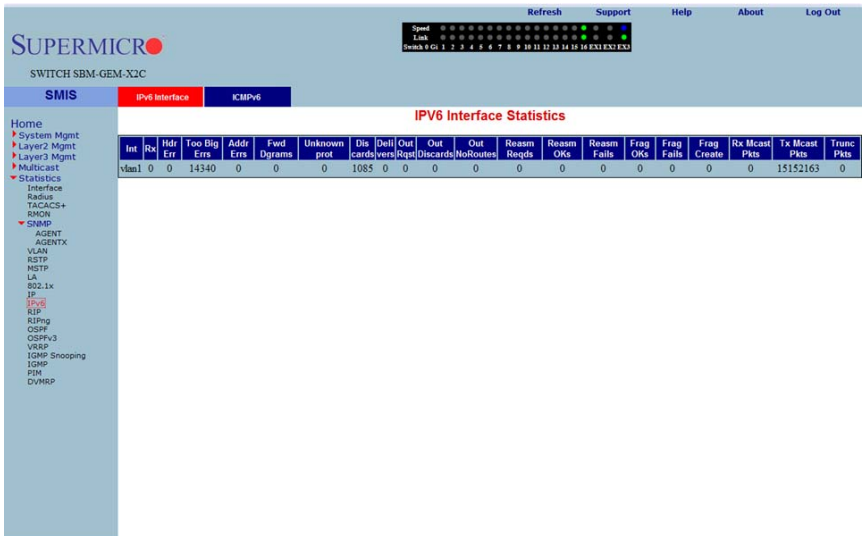 Refresh Support Help About Log Out
SUPERMICRO
SWITCH SBM-GEM-X2C
Speed
Link
Switch 0 Gi 1 2 3 4 5 6 7 8 9 10 11 12 13 14 15 16 EX1 EX2 EX3
SMIS
IPv6 Interface ICMPv6
Home
System Mgmt
Layer2 Mgmt
Layer3 Mgmt
Multicast
Statistics
Interface
Radius
TACACS+
RMON
SNMP
AGENT
AGENTX
VLAN
RSTP
MSTP
LA
802.1x
IP
IPv6
RIP
RIPng
OSPF
OSPFv3
VRRP
IGMP Snooping
IGMP
PIM
DVMRP
IPV6 Interface Statistics
Int Rx Hdr Err Too Big Errs Addr Errs Fwd Dgrams Unknown prot Dis cards Deli vers Out Rqst Out Discards Out NoRoutes Reasm Reqds Reasm OKs Reasm Fails Frag OKs Frag Fails Frag Create Rx Mcast Pkts Tx Mcast Pkts Trunc Pkts
vlan1 0 0 14340 0 0 0 1085 0 0 0 0 0 0 0 0 0 0 0 15152163 0